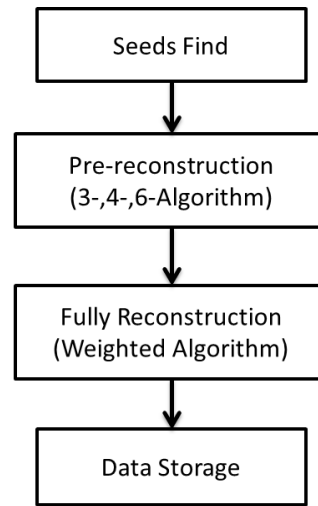 Seeds Find
Pre-reconstruction
(3-,4-,6-Algorithm)
Fully Reconstruction
(Weighted Algorithm)
Data Storage